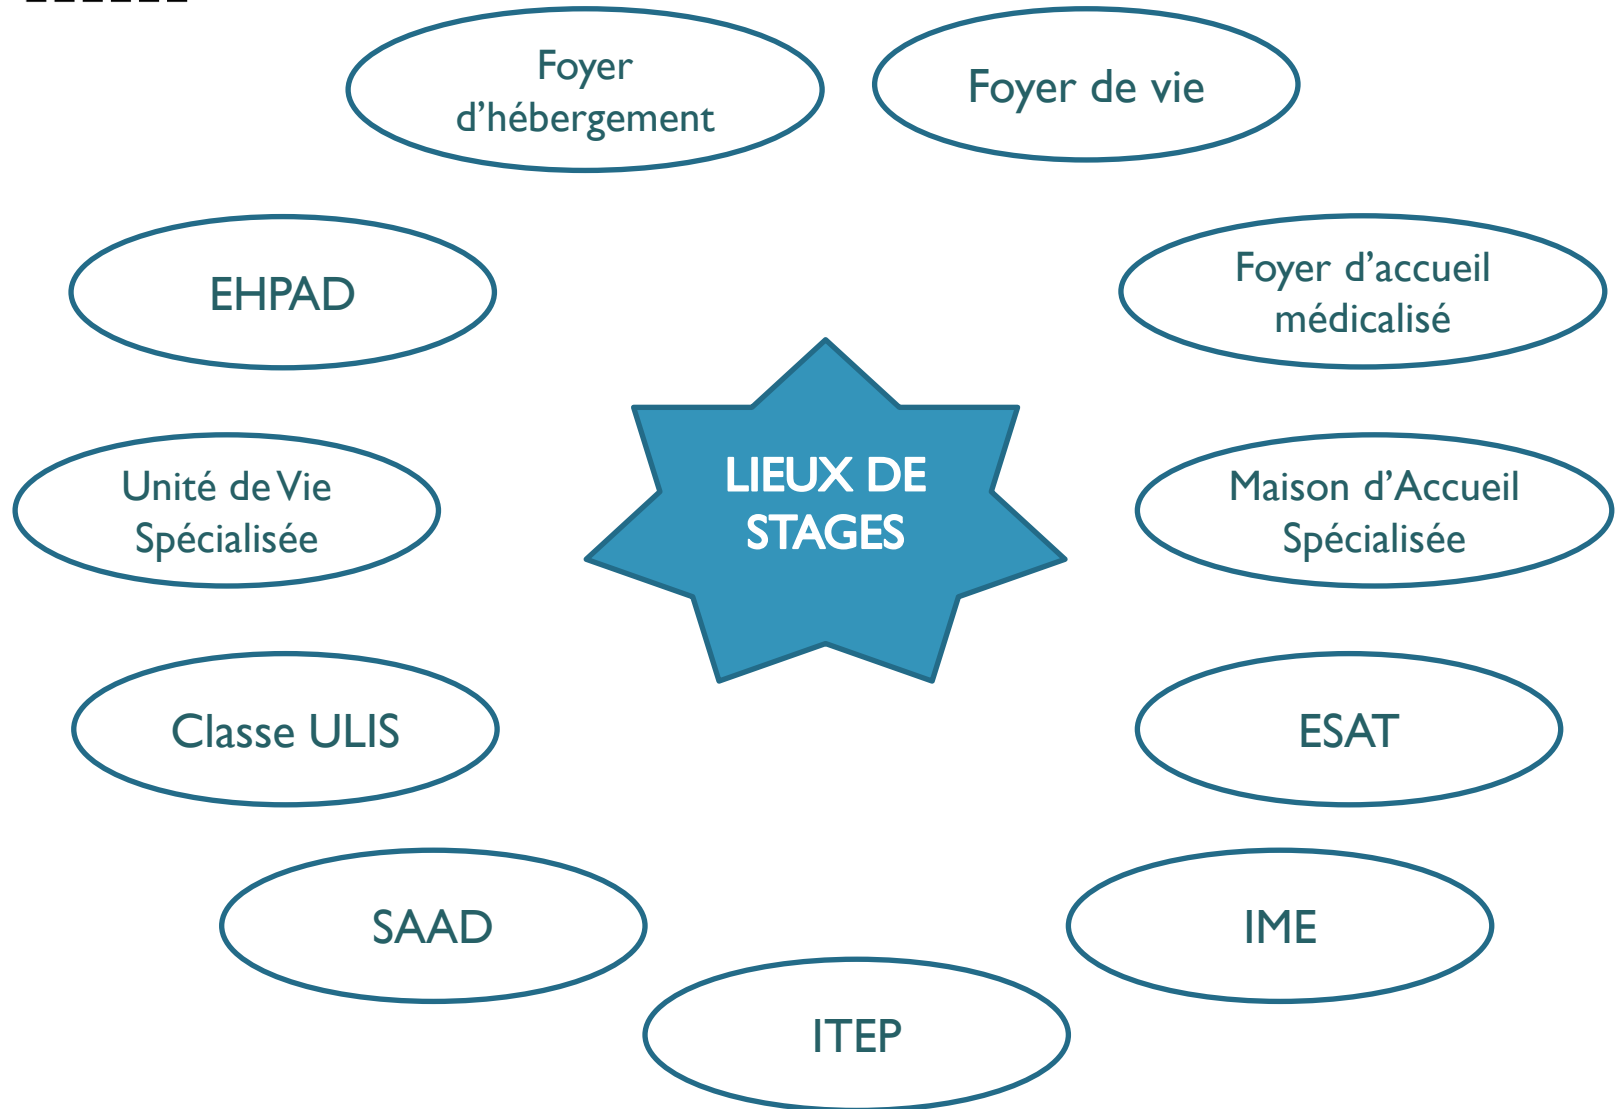 Foyer
d’hébergement
Foyer de vie
EHPAD
Foyer d’accueil
médicalisé
LIEUX DE
STAGES
Unité de Vie
Spécialisée
Maison d’Accueil
Spécialisée
Classe ULIS
ESAT
SAAD
IME
ITEP